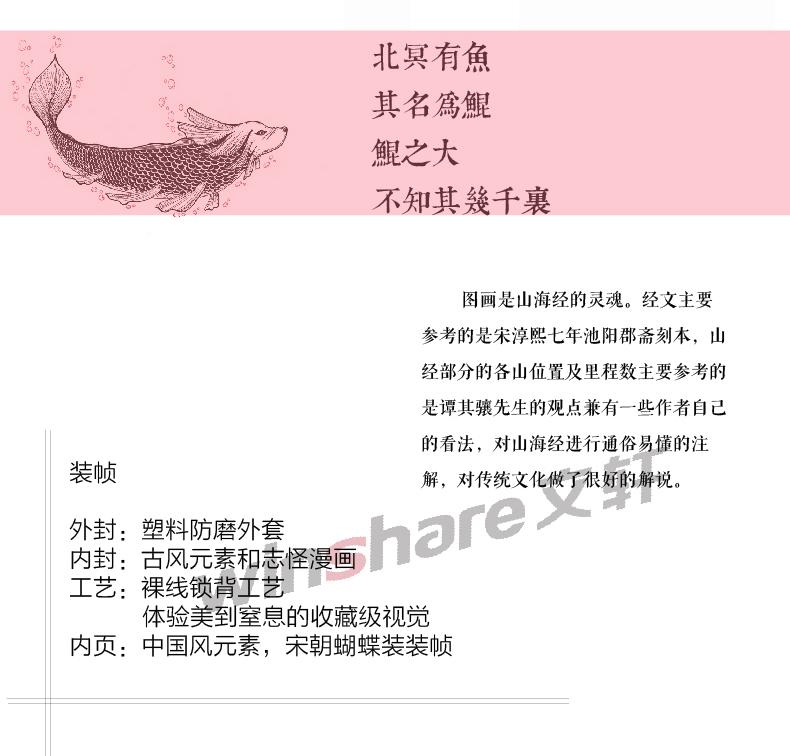 北冥有魚
其名為鯤
鯤之大
不知其幾千裏
图画是山海经的灵魂。经文主要
参考的是宋淳熙七年池阳郡斋刻本，山
经部分的各山位置及里程数主要参考的
是谭其骧先生的观点兼有一些作者自己
的看法，对山海经进行通俗易懂的注
解，对传统文化做了很好的解说。
winshare文轩
装帧
外封：塑料防磨外套
内封：古风元素和志怪漫画
工艺：裸线锁背工艺
体验美到窒息的收藏级视觉
内页：中国风元素，宋朝蝴蝶装装帧